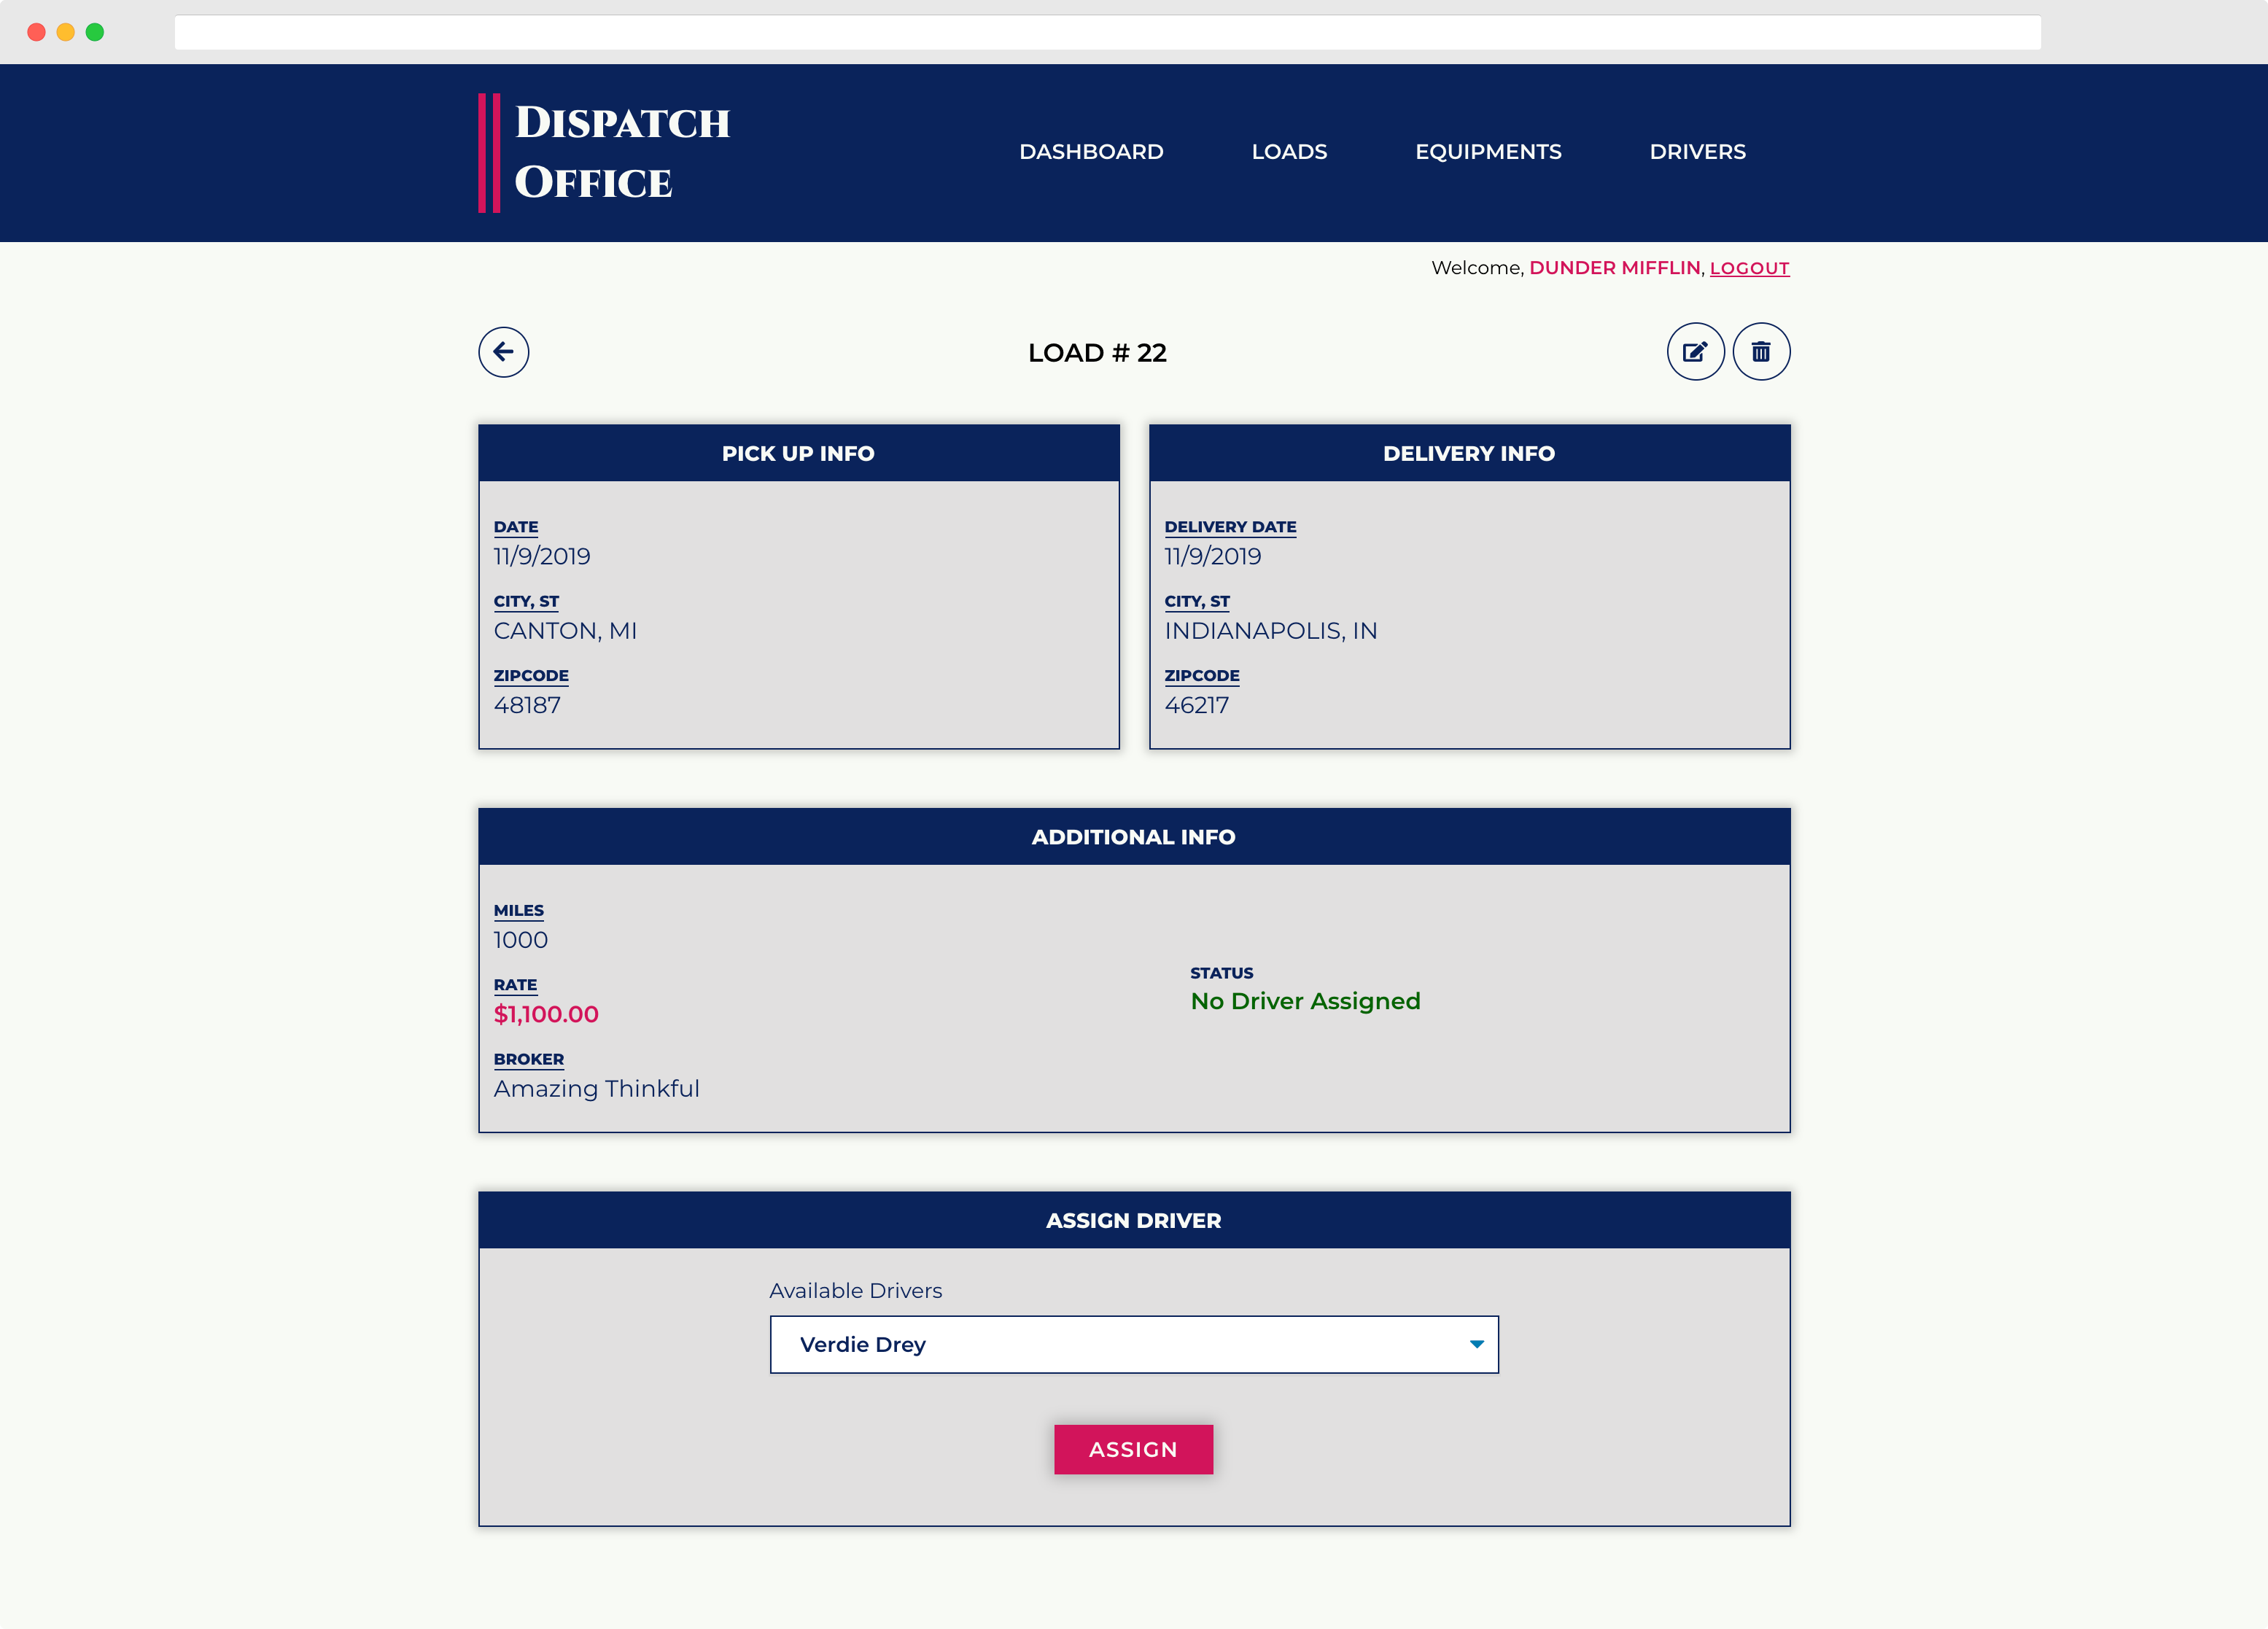 DISPATCH
OFFICE
DASHBOARD LOADS EQUIPMENTS DRIVERS
Welcome, DUNDER MIFFLIN, LOGOUT
LOAD # 22
PICK UP INFO
DATE
11/9/2019
CITY, ST
CANTON, MI
ZIPCODE
48187
DELIVERY INFO
DELIVERY DATE
11/9/2019
CITY, ST
INDIANAPOLIS, IN
ZIPCODE
46217
ADDITIONAL INFO
MILES
1000
RATE
$1,100.00
BROKER
Amazing Thinkful
STATUS
No Driver Assigned
ASSIGN DRIVER
Available Drivers
Verdie Drey
ASSIGN